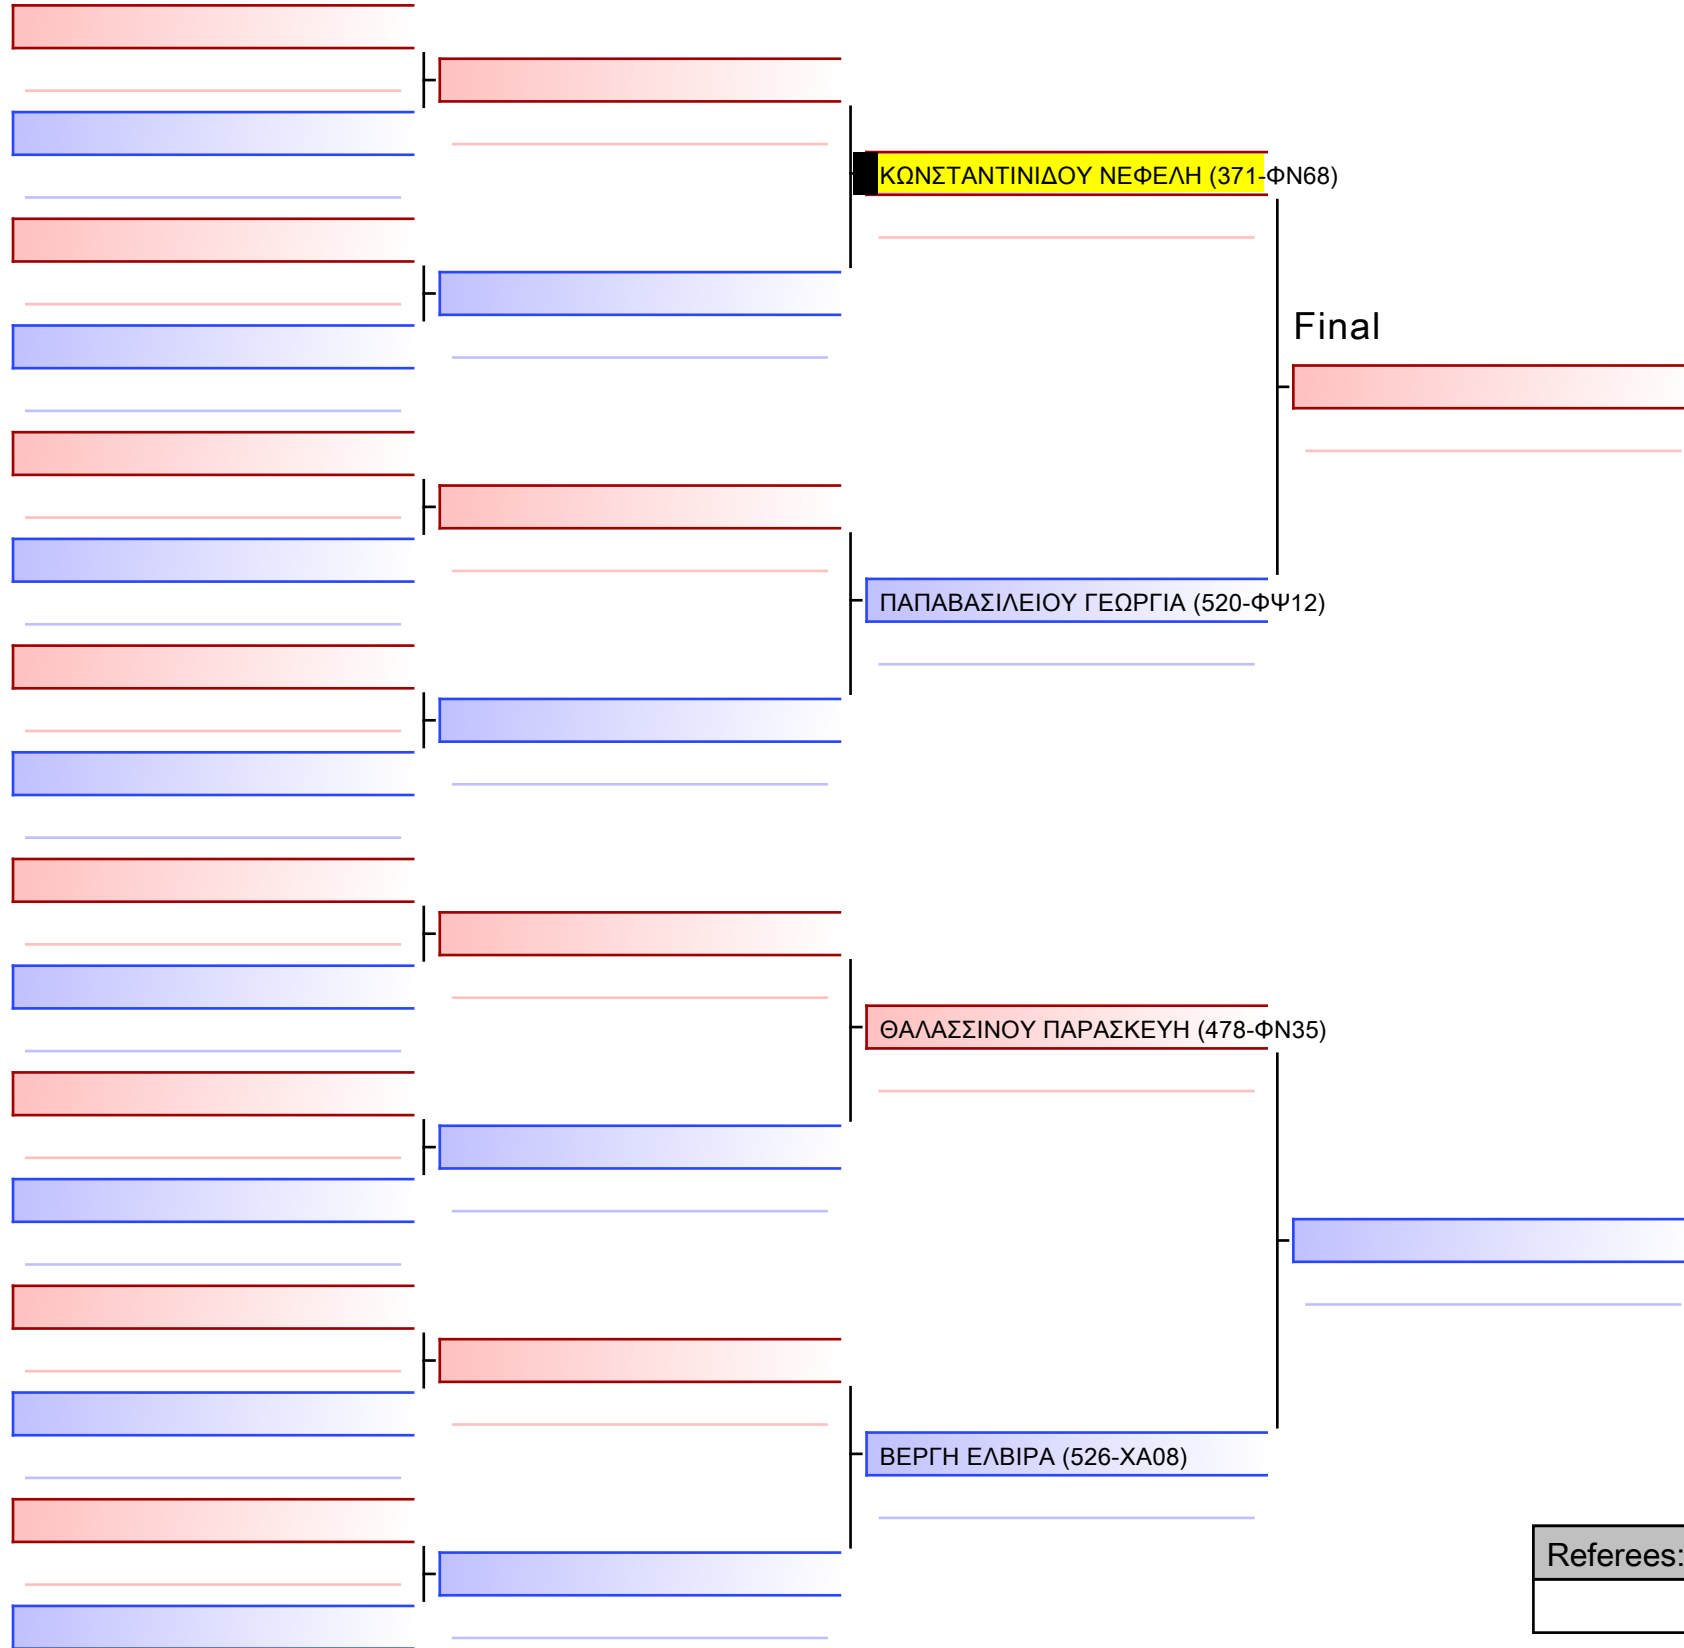 ΚΩΝΣΤΑΝΤΙΝΙΔΟΥ ΝΕΦΕΛΗ (371-ΦΝ68)
Final
ΠΑΠΑΒΑΣΙΛΕΙΟΥ ΓΕΩΡΓΙΑ (520-ΦΨ12)
ΘΑΛΑΣΣΙΝΟΥ ΠΑΡΑΣΚΕΥΗ (478-ΦΝ35)
ΒΕΡΓΗ ΕΛΒΙΡΑ (526-ΧΑ08)
Referees: